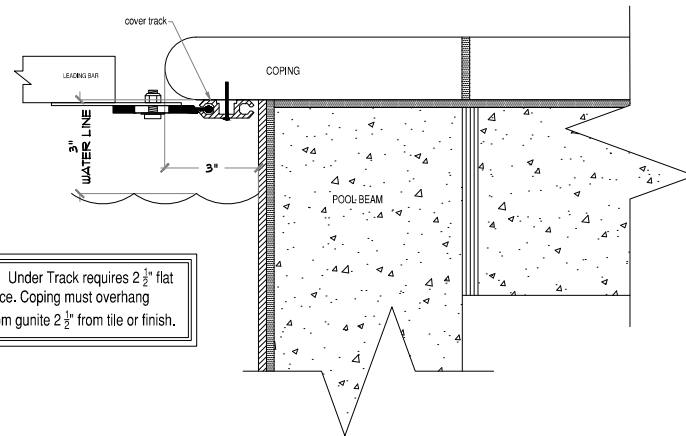 cover track
LEADING BAR
COPING
3"
WATER LINE
3"
POOL BEAM
Under Track requires 2 1/2" flat
ce. Coping must overhang
m gunite 2 1/2" from tile or finish.